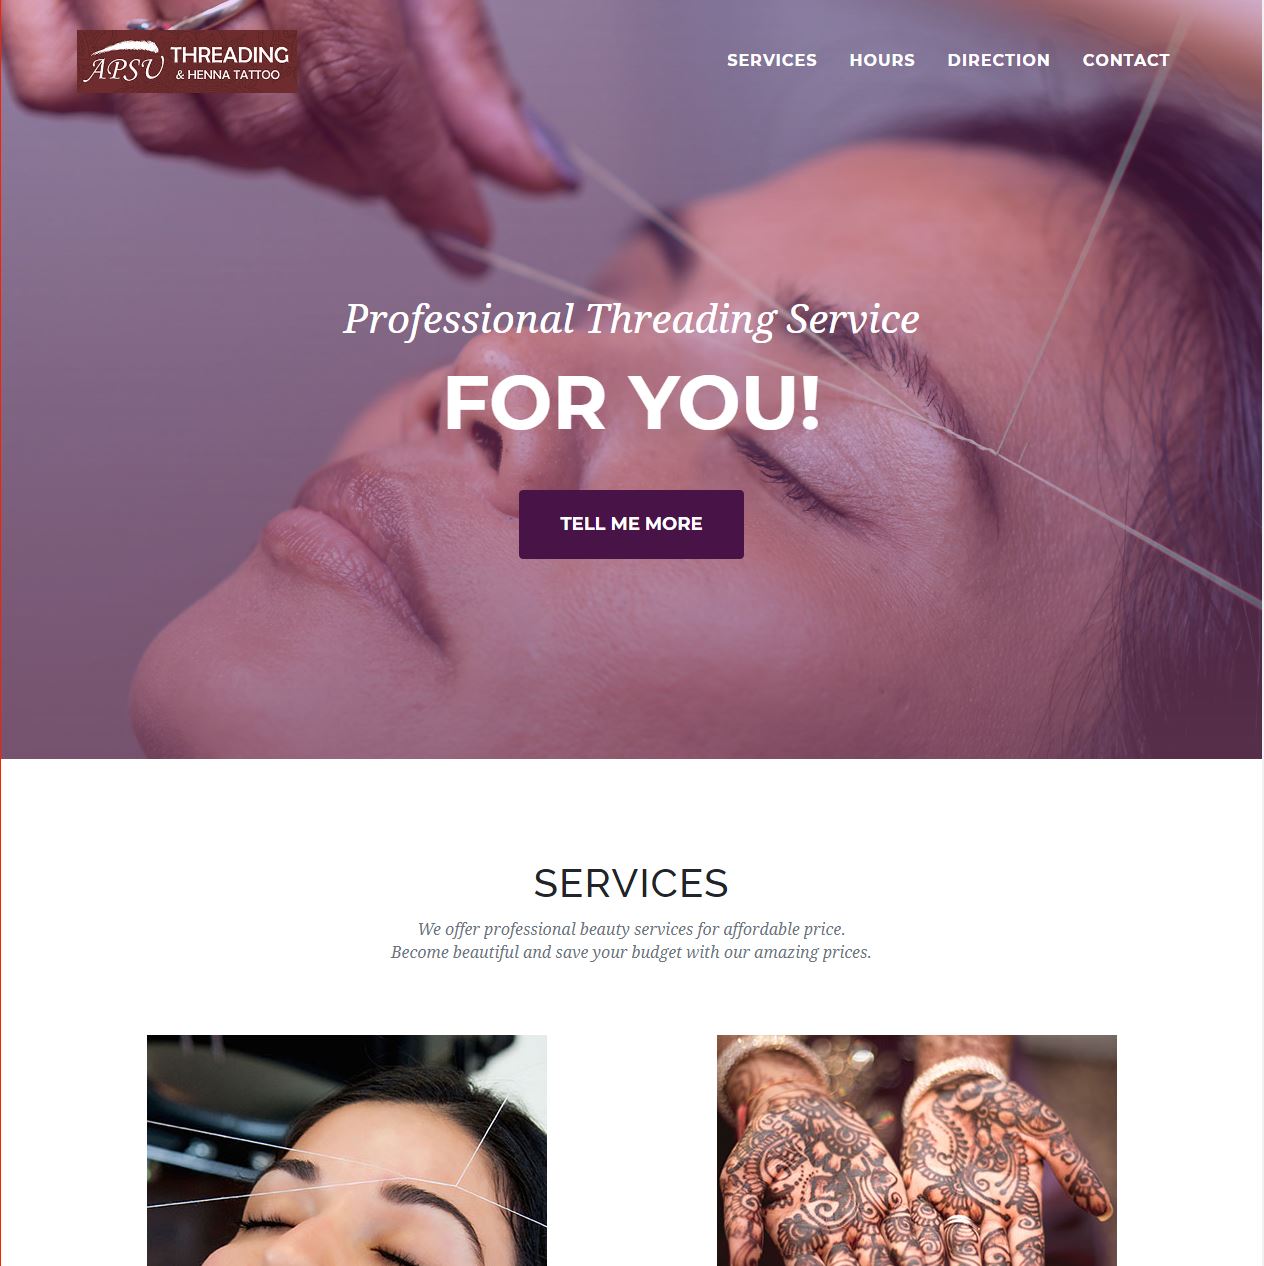 APSU THREADING
& HENNA TATTOO
SERVICES HOURS DIRECTION CONTACT
Professional Threading Service
FOR YOU!
TELL ME MORE
SERVICES
We offer professional beauty services for affordable price.
Become beautiful and save your budget with our amazing prices.